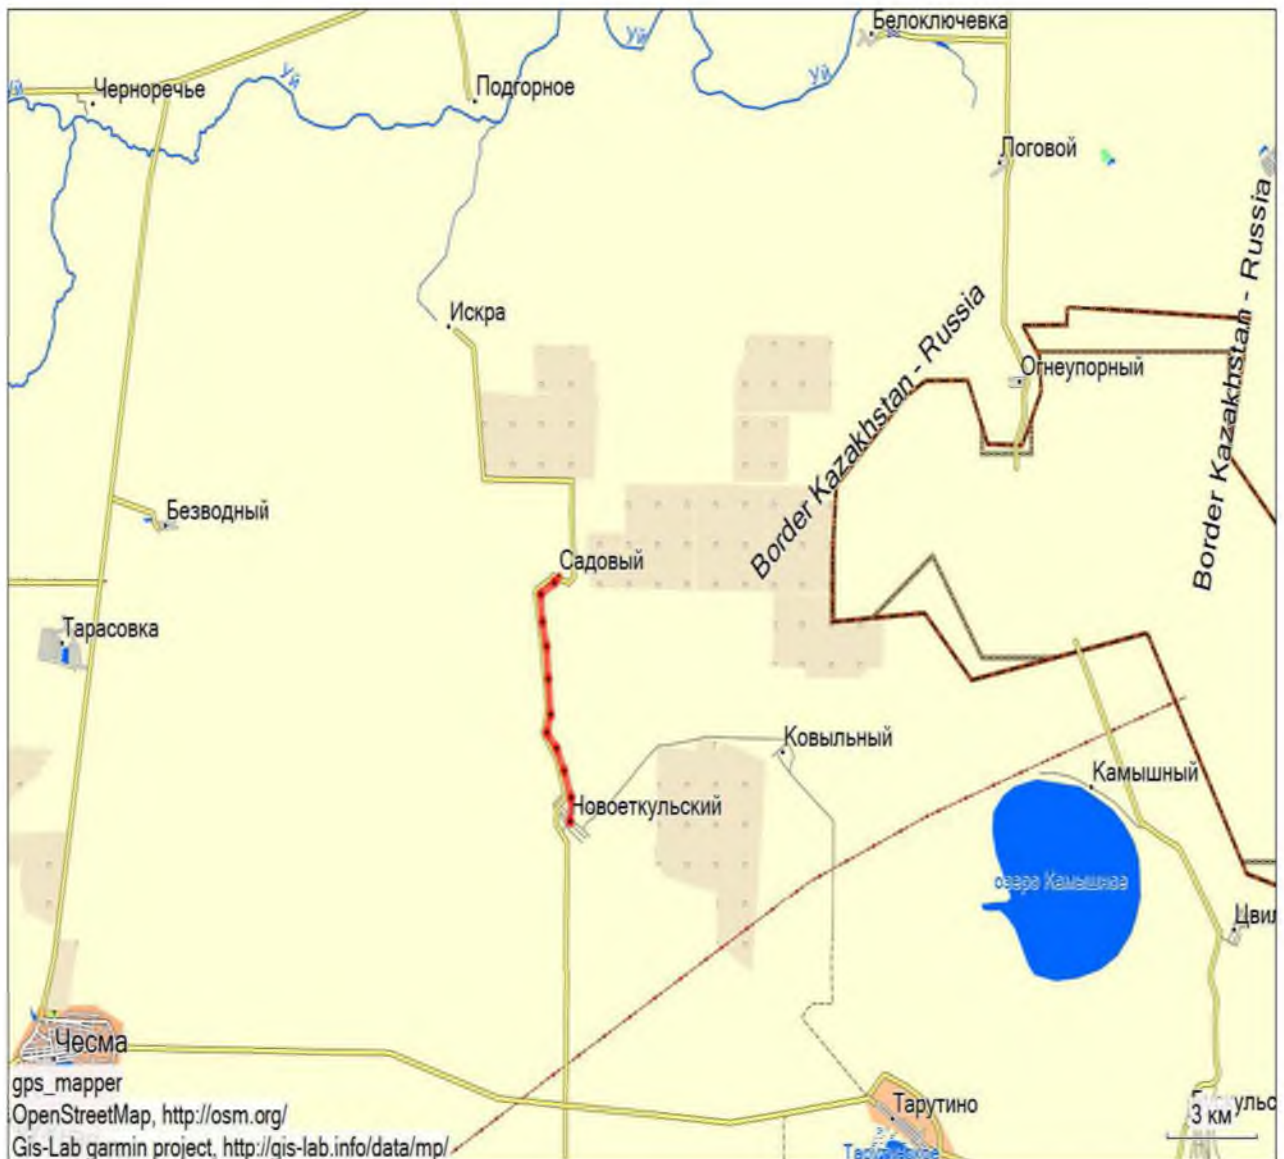 Белоключевка
Уй
Уй
Уй
Черноречье
Подгорное
Логовой
Искра
Border Kazakhstan - Russia
Border Kazakhstan - Russia
Огнеупорный
Безводный
Садовый
Тарасовка
Ковыльный
Камышный
Новоеткульский
озеро Камышное
Чесма
Тарутино
3 км
gps_mapper
OpenStreetMap, http://osm.org/
Gis-Lab garmin project, http://gis-lab.info/data/mp/